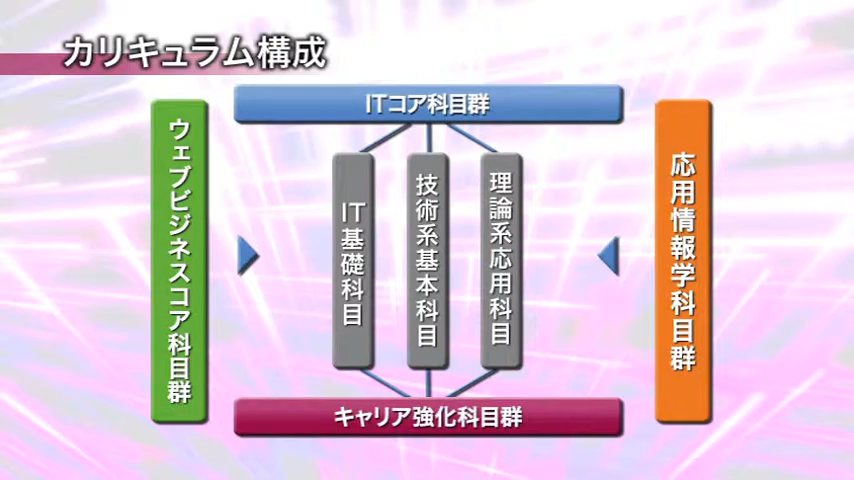 カリキュラム構成
ITコア科目群
ウェブビジネスコア科目群
IT基礎科目
技術系基本科目
理論系応用科目
応用情報学科目群
キャリア強化科目群